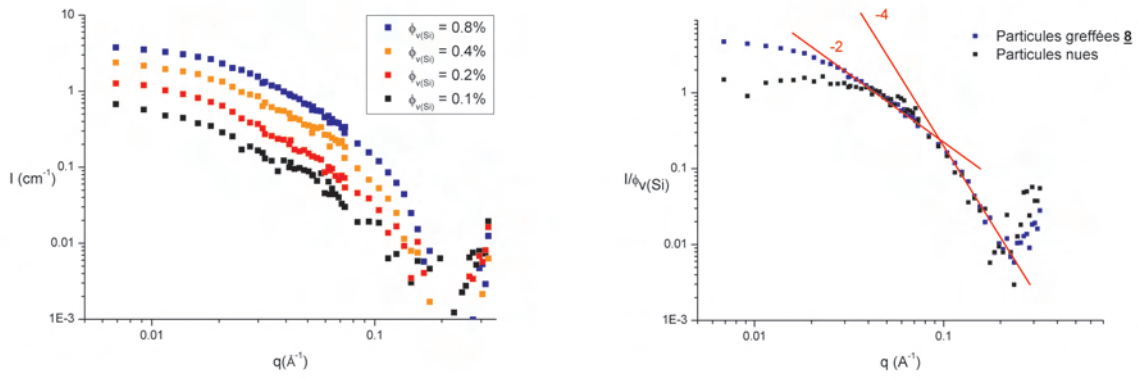 10
1
0.1
0.01
1E-3
I (cm⁻¹)
0.01
0.1
q(Å⁻¹)
ϕv(Si) = 0.8%
ϕv(Si) = 0.4%
ϕv(Si) = 0.2%
ϕv(Si) = 0.1%
10
1
0.1
0.01
1E-3
I/ϕv(Si)
0.01
0.1
q (A⁻¹)
-4
-2
Particules greffées 8
Particules nues